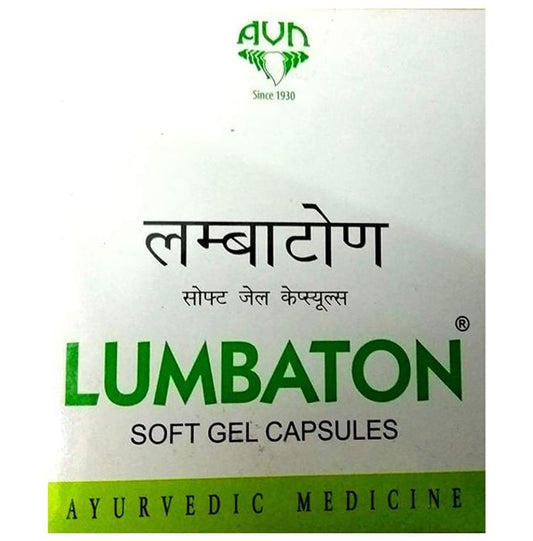 AVN
Since 1930
लम्बाटोण
सोफ्ट जेल केप्स्यूल्स
LUMBATON®
SOFT GEL CAPSULES
AYURVEDIC MEDICINE